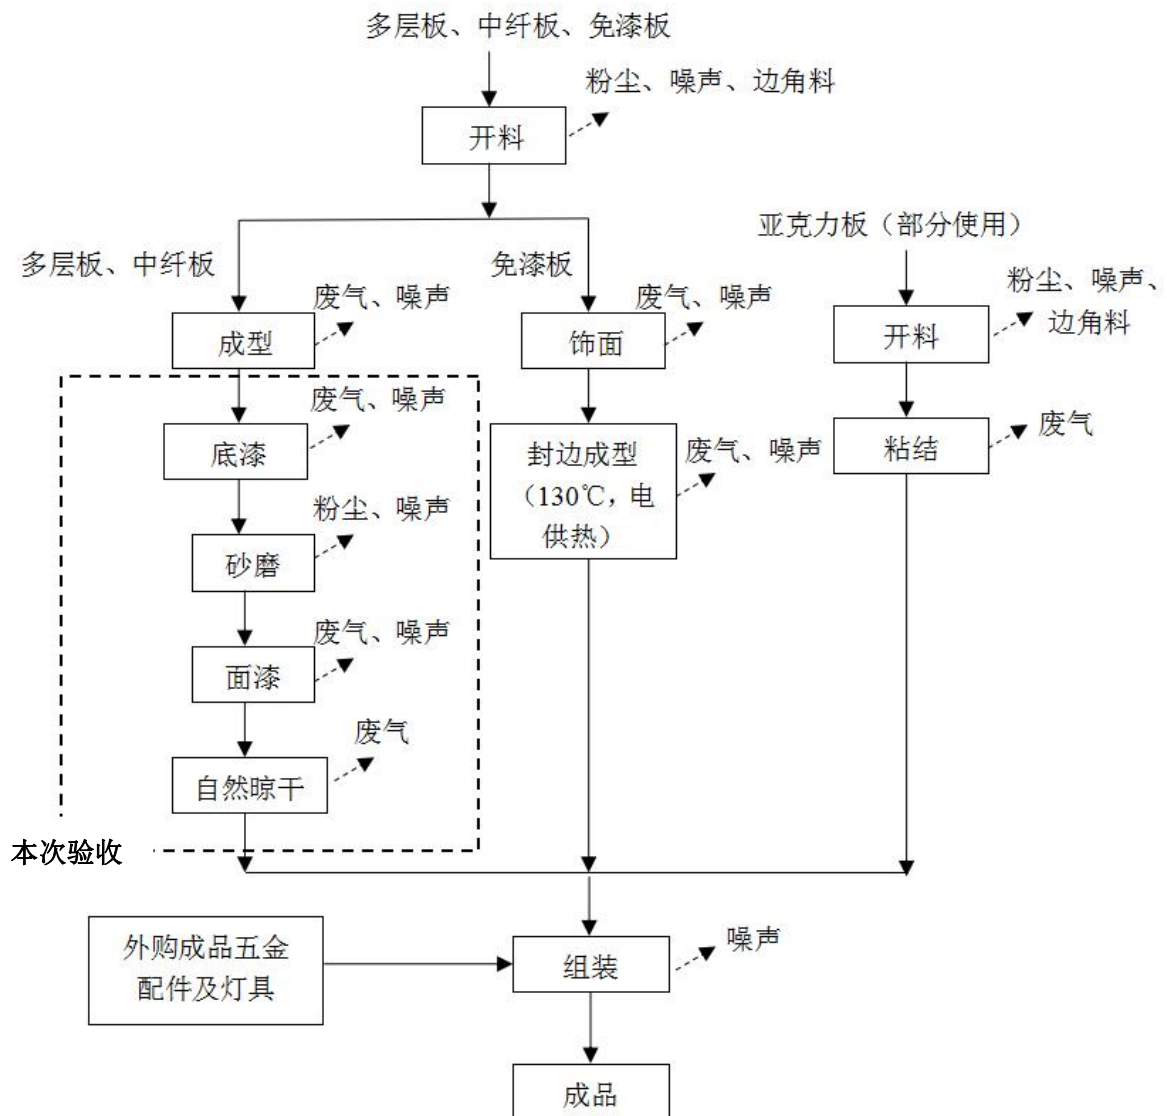 多层板、中纤板、免漆板
粉尘、噪声、边角料
开料
亚克力板（部分使用）
多层板、中纤板
免漆板
废气、噪声
废气、噪声
粉尘、噪声、
边角料
成型
饰面
开料
废气、噪声
废气
底漆
封边成型
（130℃，电
供热）
废气、噪声
粘结
粉尘、噪声
砂磨
废气、噪声
面漆
废气
自然晾干
本次验收
外购成品五金
配件及灯具
组装
噪声
成品